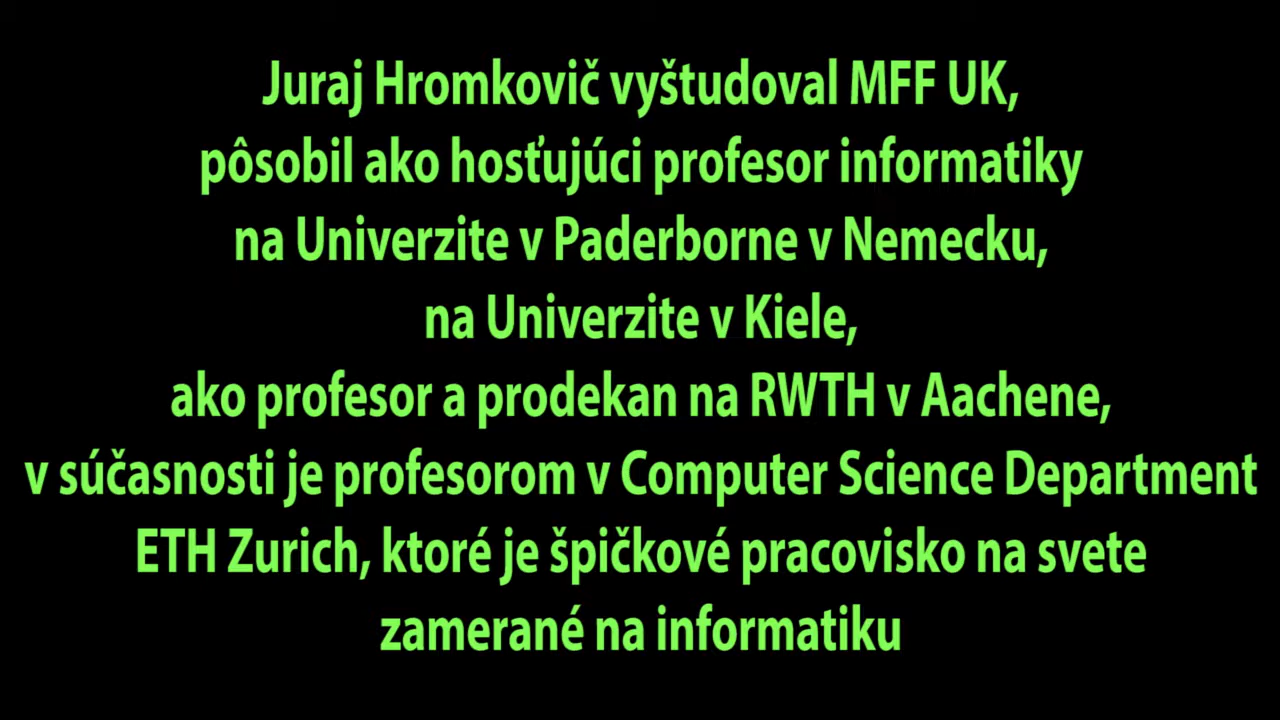 Juraj Hromkovič vyštudoval MFF UK,
pôsobil ako hosťujúci profesor informatiky
na Univerzite v Paderborne v Nemecku,
na Univerzite v Kiele,
ako profesor a prodekan na RWTH v Aachene,
v súčasnosti je profesorom v Computer Science Department
ETH Zurich, ktoré je špičkové pracovisko na svete
zamerané na informatiku